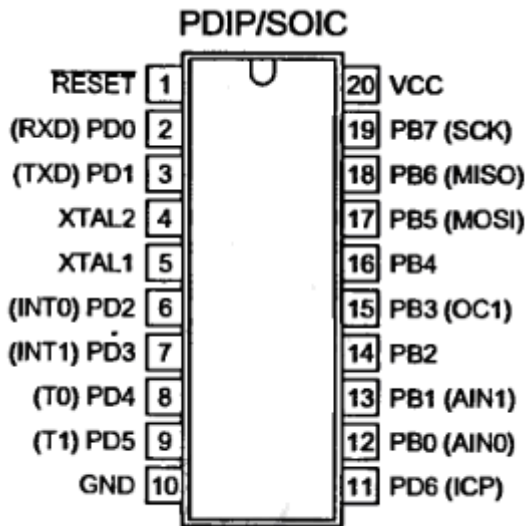 PDIP/SOIC
RESET 1 20 VCC
(RXD) PD0 2 19 PB7 (SCK)
(TXD) PD1 3 18 PB6 (MISO)
XTAL2 4 17 PB5 (MOSI)
XTAL1 5 16 PB4
(INT0) PD2 6 15 PB3 (OC1)
(INT1) PD3 7 14 PB2
(T0) PD4 8 13 PB1 (AIN1)
(T1) PD5 9 12 PB0 (AIN0)
GND 10 11 PD6 (ICP)